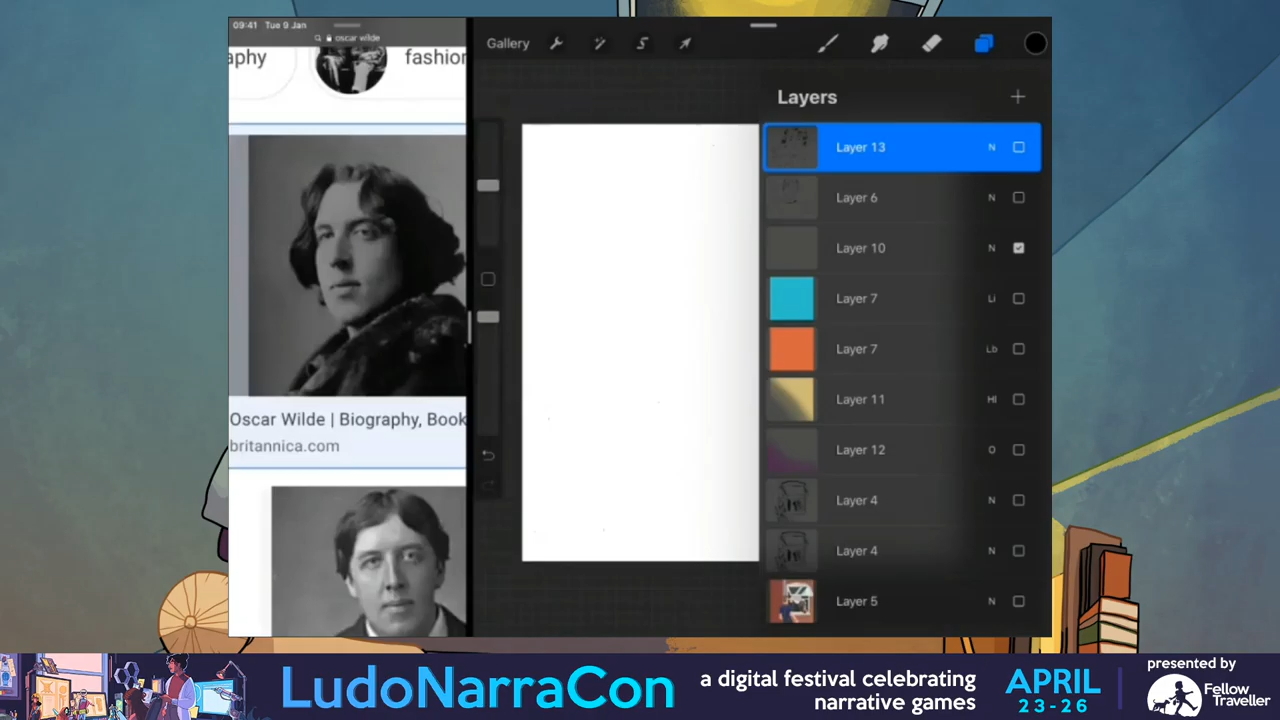 09:41 Tue 9 Jan
oscar wilde
aphy
fashion
Oscar Wilde | Biography, Book
britannica.com
Gallery
Layers
Layer 13 N
Layer 6 N
Layer 10 N
Layer 7 Li
Layer 7 Lb
Layer 11 Hl
Layer 12 O
Layer 4 N
Layer 4 N
Layer 5 N
LudoNarraCon
a digital festival celebrating
narrative games
APRIL
23-26
presented by
Fellow
Traveller